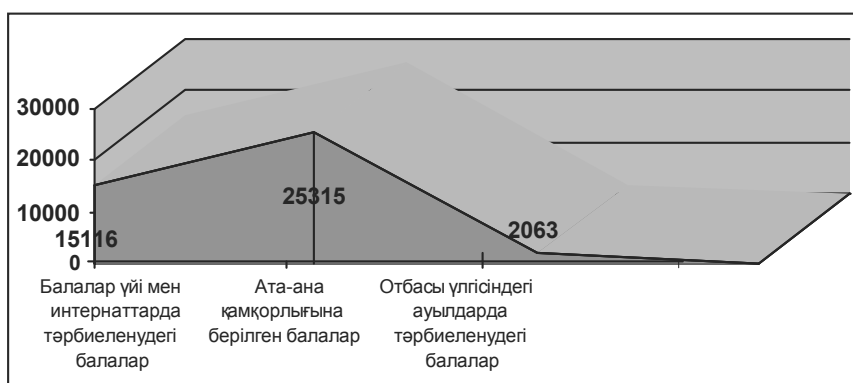 30000
20000
10000
0
15116
25315
2063
Балалар үйі мен
интернаттарда
тәрбиеленудегі
балалар
Ата-ана
қамқорлығына
берілген балалар
Отбасы үлгісіндегі
ауылдарда
тәрбиеленудегі
балалар